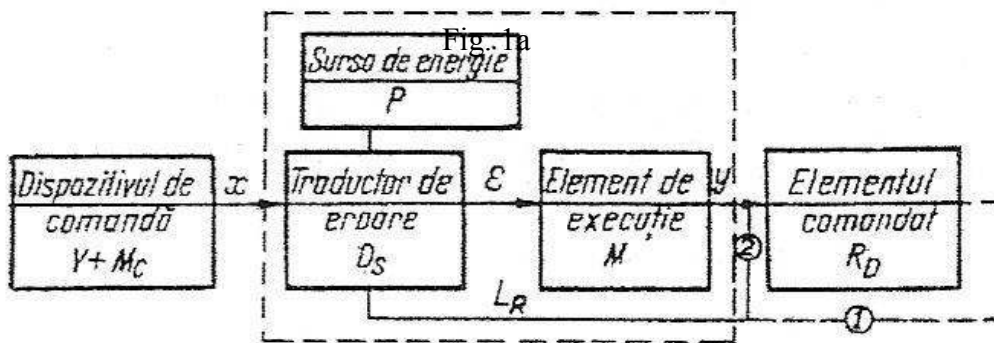 Fig. 1a
Sursa de energie
P
Dispozitivul de
comandă
V + Mc
x
Traductor de
eroare
Ds
ε
Element de
execuție
M
y
Elementul
comandat
RD
LR
2
1